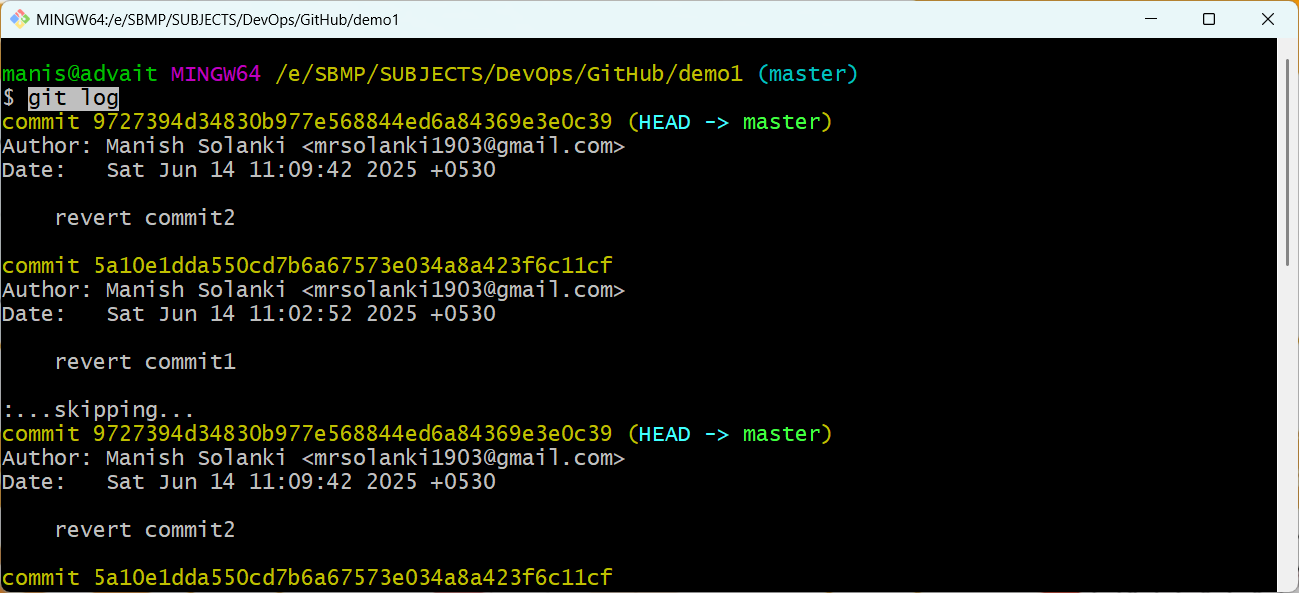 MINGW64:/e/SBMP/SUBJECTS/DevOps/GitHub/demo1
manis@advait MINGW64 /e/SBMP/SUBJECTS/DevOps/GitHub/demo1 (master)
$ git log
commit 9727394d34830b977e568844ed6a84369e3e0c39 (HEAD -> master)
Author: Manish Solanki <mrsolanki1903@gmail.com>
Date:   Sat Jun 14 11:09:42 2025 +0530
    revert commit2
commit 5a10e1dda550cd7b6a67573e034a8a423f6c11cf
Author: Manish Solanki <mrsolanki1903@gmail.com>
Date:   Sat Jun 14 11:02:52 2025 +0530
    revert commit1
:...skipping...
commit 9727394d34830b977e568844ed6a84369e3e0c39 (HEAD -> master)
Author: Manish Solanki <mrsolanki1903@gmail.com>
Date:   Sat Jun 14 11:09:42 2025 +0530
    revert commit2
commit 5a10e1dda550cd7b6a67573e034a8a423f6c11cf